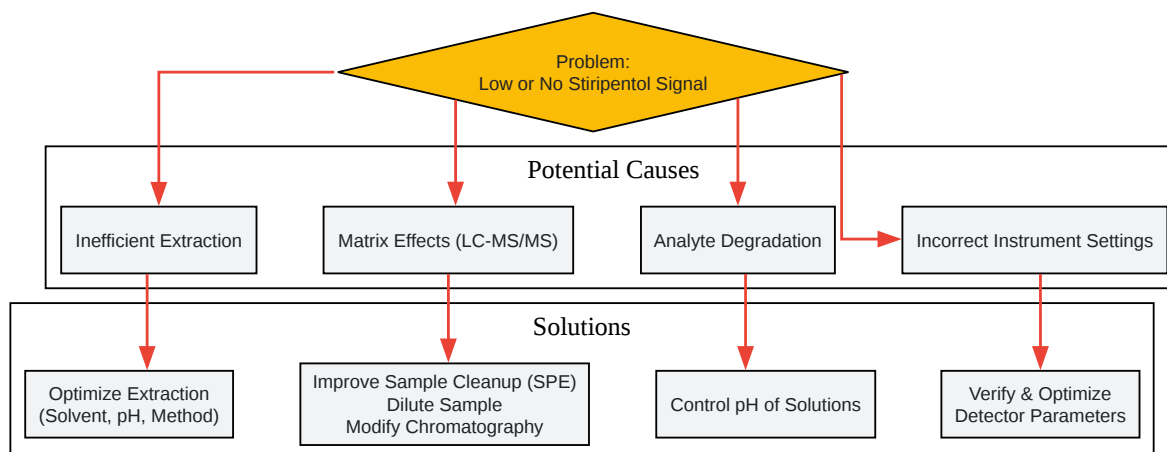 Problem:
Low or No Stiripentol Signal
Potential Causes
Inefficient Extraction
Matrix Effects (LC-MS/MS)
Analyte Degradation
Incorrect Instrument Settings
Solutions
Optimize Extraction
(Solvent, pH, Method)
Improve Sample Cleanup (SPE)
Dilute Sample
Modify Chromatography
Control pH of Solutions
Verify & Optimize
Detector Parameters